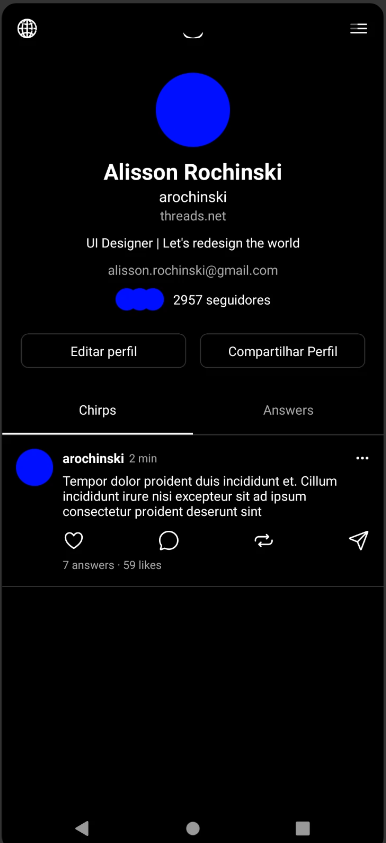 Alisson Rochinski
arochinski
threads.net
UI Designer | Let's redesign the world
alisson.rochinski@gmail.com
2957 seguidores
Editar perfil
Compartilhar Perfil
Chirps
Answers
arochinski 2 min
Tempor dolor proident duis incididunt et. Cillum
incididunt irure nisi excepteur sit ad ipsum
consectetur proident deserunt sint
7 answers · 59 likes